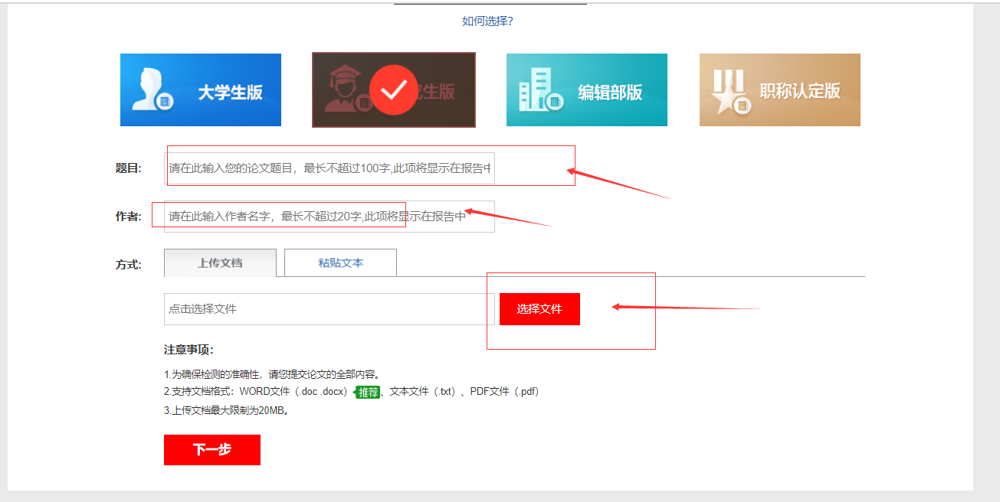 如何选择?
大学生版
生版
编辑部版
职称认定版
题目:
请在此输入您的论文题目，最长不超过100字,此项将显示在报告中
作者:
请在此输入作者名字，最长不超过20字,此项将显示在报告中
方式:
上传文档
粘贴文本
点击选择文件
选择文件
注意事项:
1.为确保检测的准确性，请您提交论文的全部内容。
2.支持文档格式：WORD文件（.doc .docx） 推荐、文本文件（.txt）、PDF文件（.pdf）
3.上传文档最大限制为20MB。
下一步